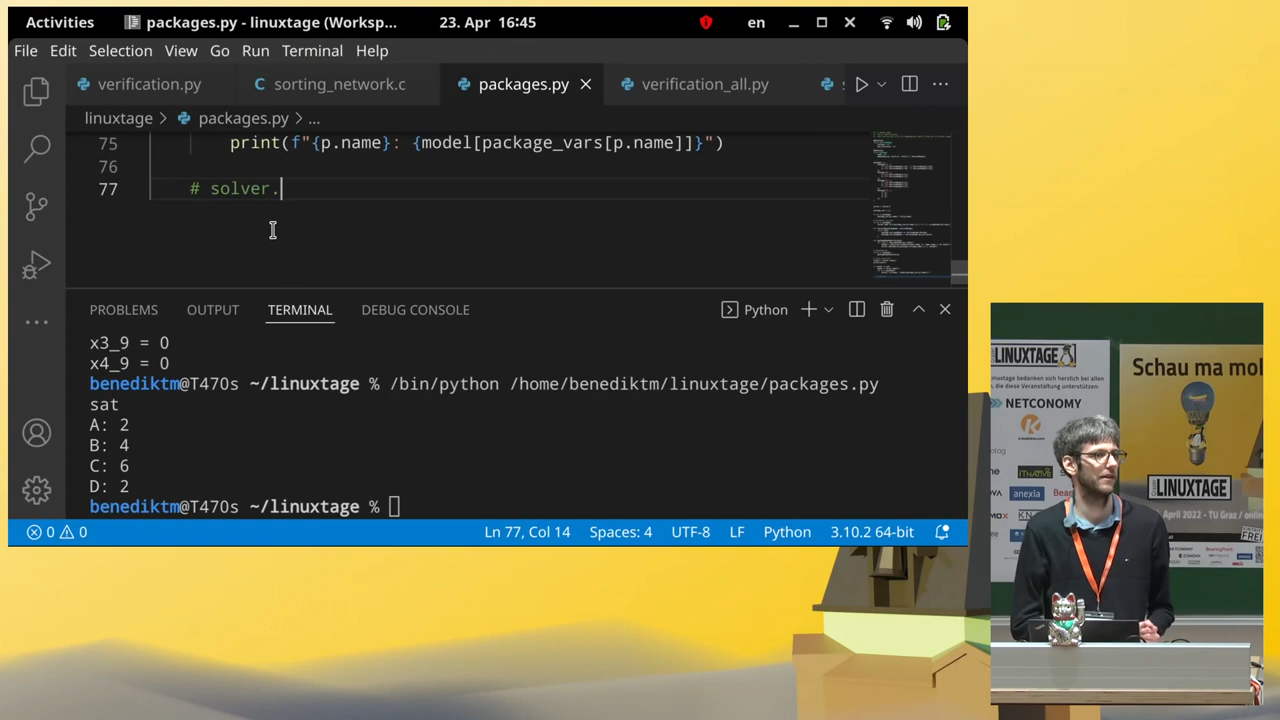 Activities packages.py - linuxtage (Worksp... 23. Apr 16:45 en
File Edit Selection View Go Run Terminal Help
verification.py sorting_network.c packages.py verification_all.py
linuxtage > packages.py > ...
75 print(f"{p.name}: {model[package_vars[p.name]]}")
76
77 # solver.
PROBLEMS OUTPUT TERMINAL DEBUG CONSOLE Python
x3_9 = 0
x4_9 = 0
benediktm@T470s ~/linuxtage % /bin/python /home/benediktm/linuxtage/packages.py
sat
A: 2
B: 4
C: 6
D: 2
benediktm@T470s ~/linuxtage %
0 0 Ln 77, Col 14 Spaces: 4 UTF-8 LF Python 3.10.2 64-bit
LINUXTAGE
NETCONOMY
ITNATIVE
anexia
Schau ma mol
LINUXTAGE
April 2022 - TU Graz / online